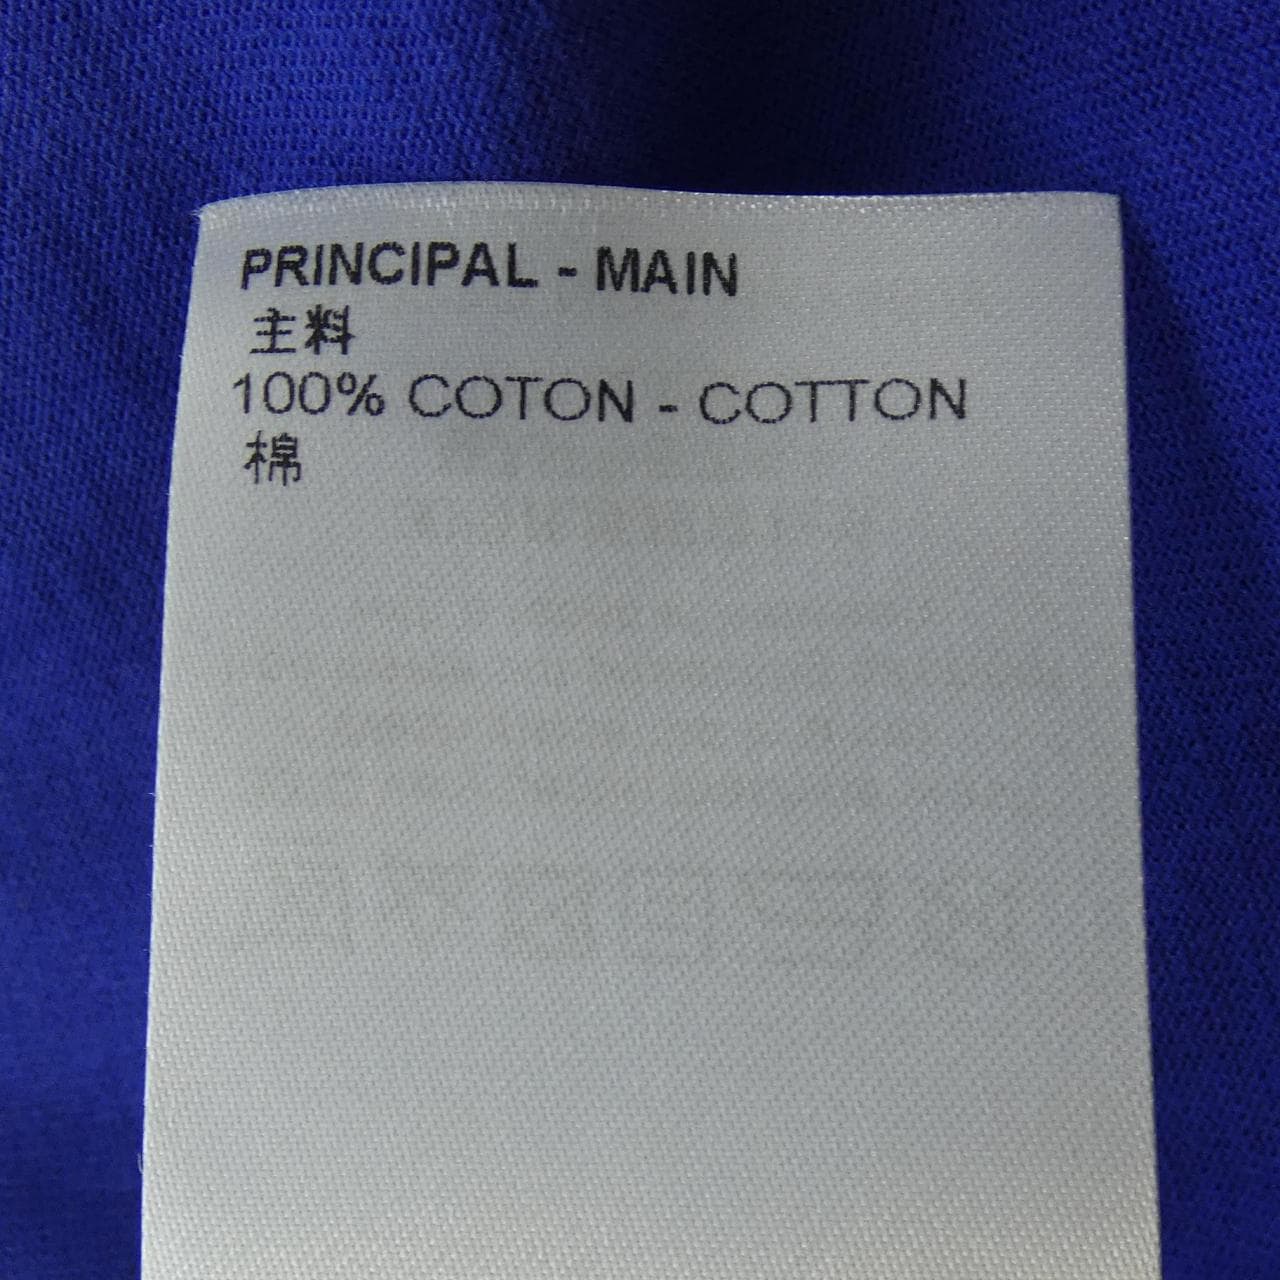 PRINCIPAL - MAIN
主料
100% COTON - COTTON
棉